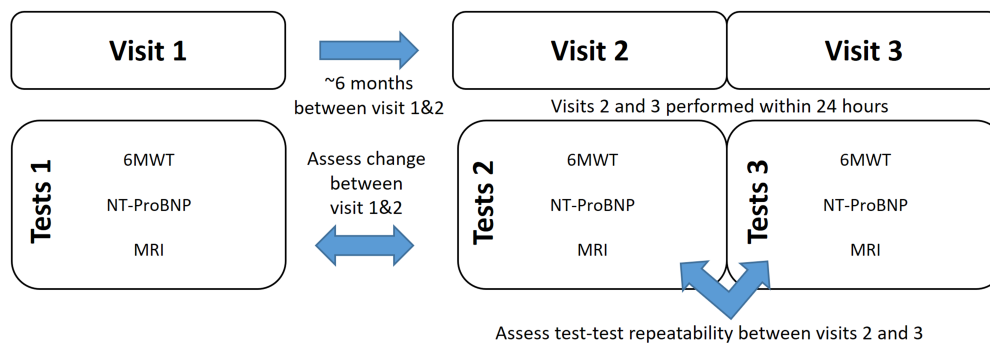 Visit 1
~6 months
between visit 1&2
Visit 2
Visit 3
Visits 2 and 3 performed within 24 hours
Tests 1
6MWT
NT-ProBNP
MRI
Assess change
between
visit 1&2
Tests 2
6MWT
NT-ProBNP
MRI
Tests 3
6MWT
NT-ProBNP
MRI
Assess test-test repeatability between visits 2 and 3